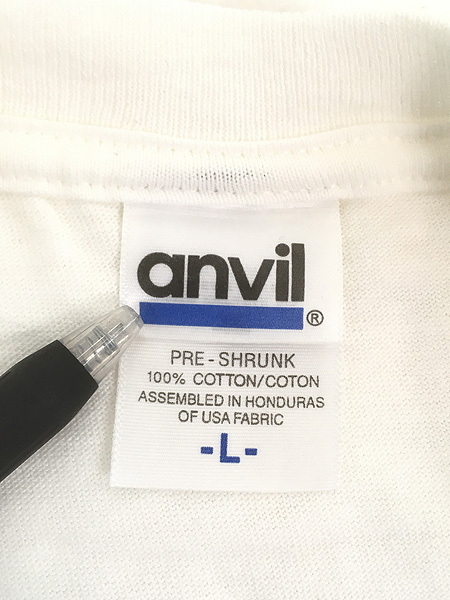 anvil
®
PRE-SHRUNK
100% COTTON/COTON
ASSEMBLED IN HONDURAS
OF USA FABRIC
-L-